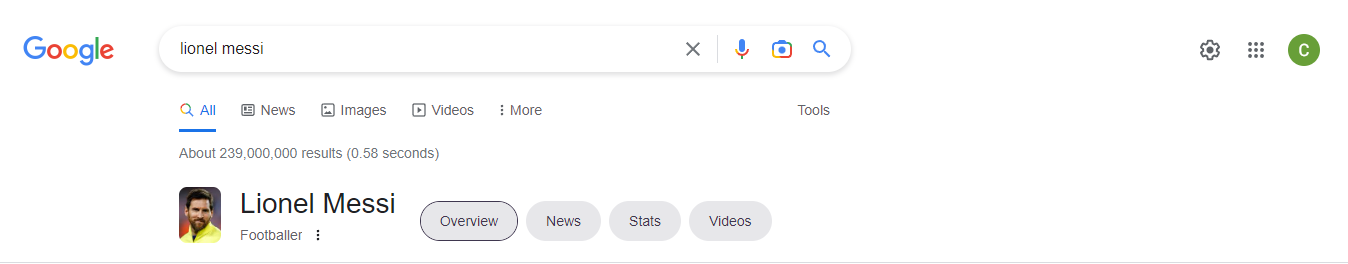 Google
lionel messi
C
All News Images Videos More Tools
About 239,000,000 results (0.58 seconds)
Lionel Messi
Footballer
Overview News Stats Videos